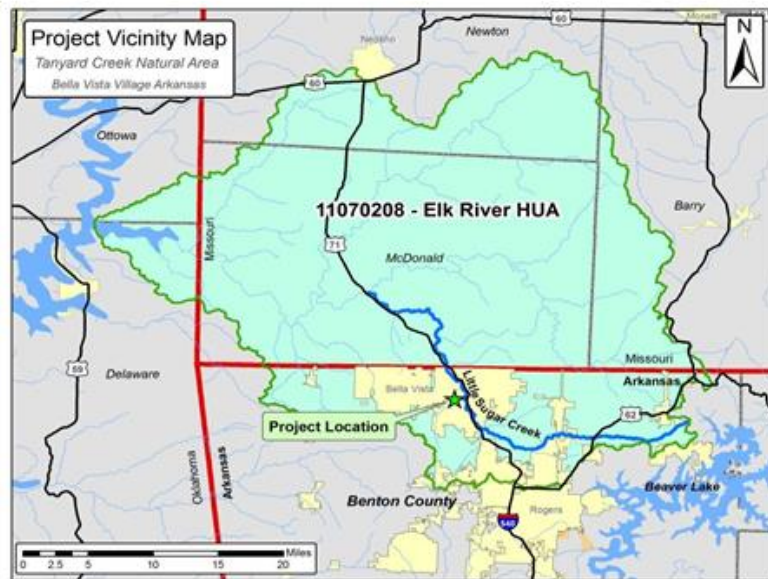 Project Vicinity Map
Tanyard Creek Natural Area
Bella Vista Village Arkansas
Neosho
Newton
60
Monett
N
60
Ottowa
11070208 - Elk River HUA
Barry
Missouri
71
McDonald
59
Delaware
Missouri
Arkansas
Bella Vista
Little Sugar Creek
62
Project Location
Oklahoma
Arkansas
Benton County
Beaver Lake
Rogers
540
Miles
0 2.5 5 10 15 20